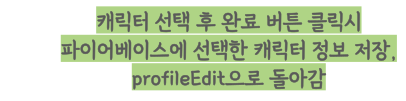 캐릭터 선택 후 완료 버튼 클릭시
파이어베이스에 선택한 캐릭터 정보 저장,
profileEdit으로 돌아감